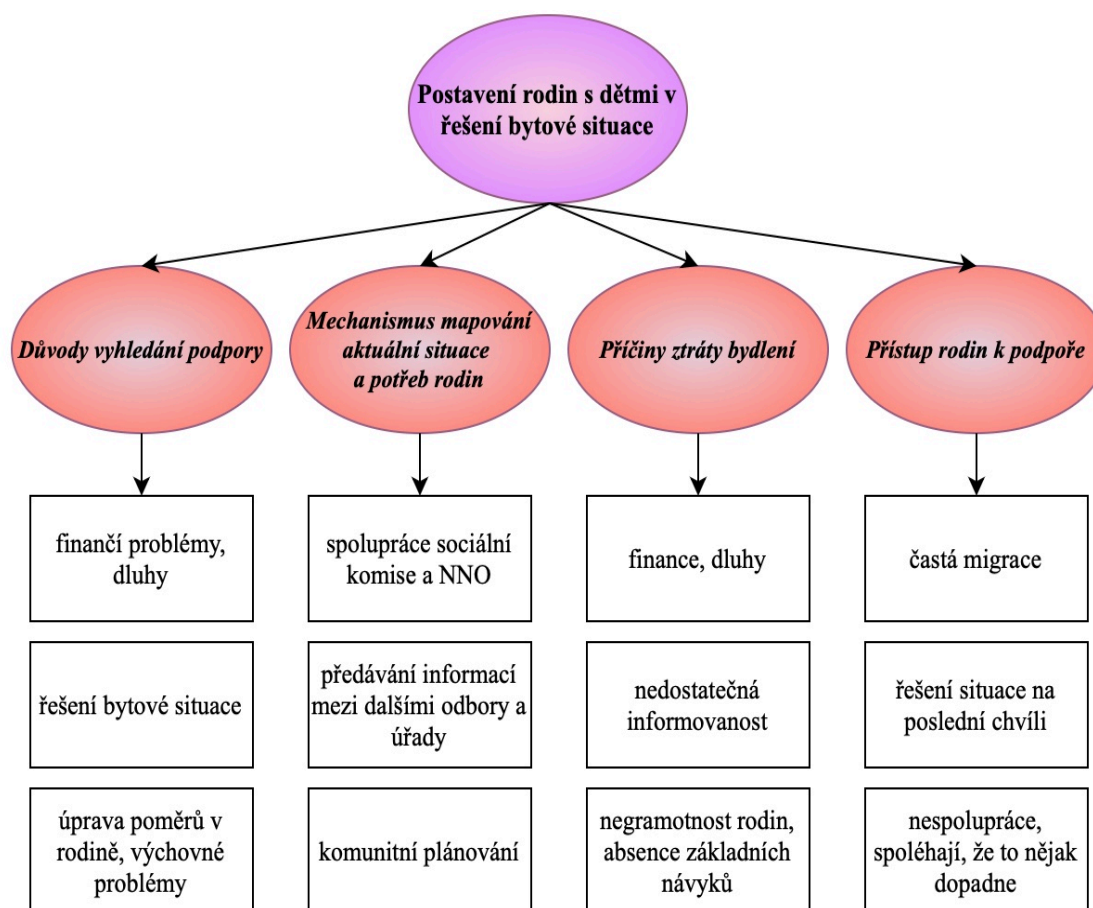 Postavení rodin s dětmi v
řešení bytové situace
Důvody vyhledání podpory
Mechanismus mapování
aktuální situace
a potřeb rodin
Příčiny ztráty bydlení
Přístup rodin k podpoře
finančí problémy,
dluhy
spolupráce sociální
komise a NNO
finance, dluhy
častá migrace
řešení bytové situace
předávání informací
mezi dalšími odbory a
úřady
nedostatečná
informovanost
řešení situace na
poslední chvíli
úprava poměrů v
rodině, výchovné
problémy
komunitní plánování
negramotnost rodin,
absence základních
návyků
nespolupráce,
spoléhají, že to nějak
dopadne